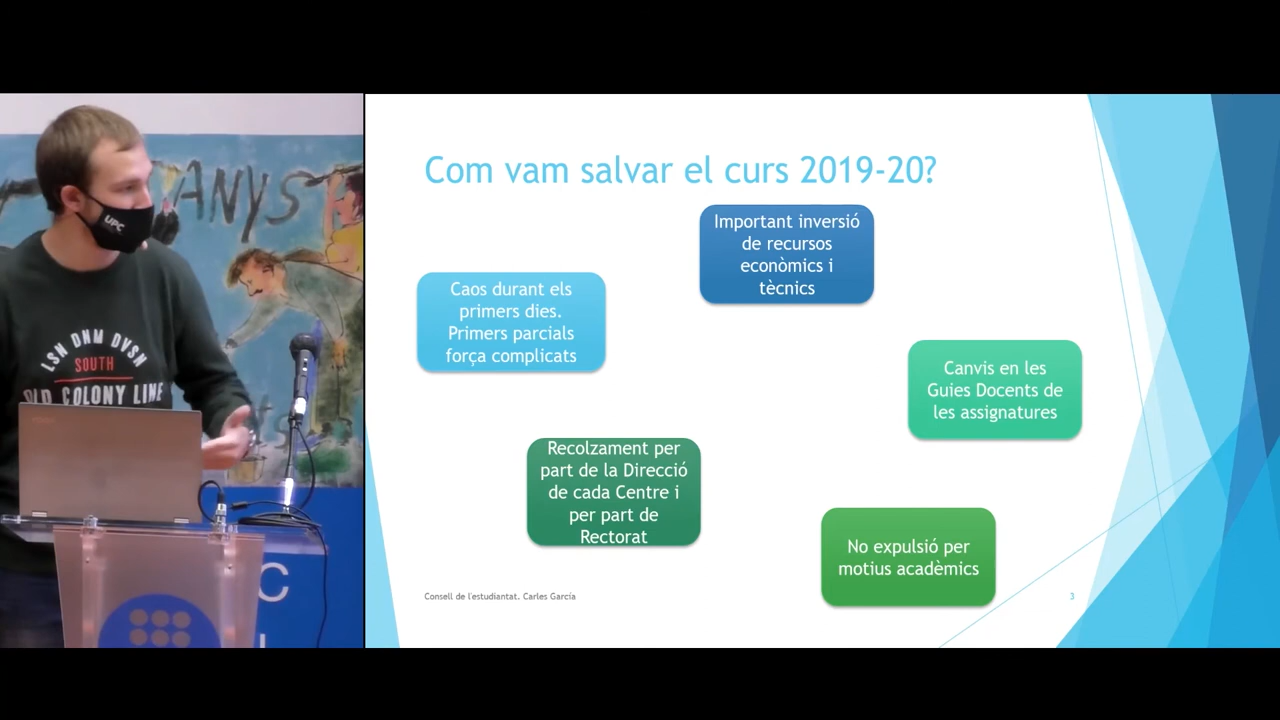 Com vam salvar el curs 2019-20?
Important inversió
de recursos
econòmics i
tècnics
Caos durant els
primers dies.
Primers parcials
força complicats
Canvis en les
Guies Docents de
les assignatures
Recolzament per
part de la Direcció
de cada Centre i
per part de
Rectorat
No expulsió per
motius acadèmics
Consell de l'estudiantat. Carles García
3
ANYS
UPC
LSN DNM DVSN
SOUTH
OLD COLONY LINE
C